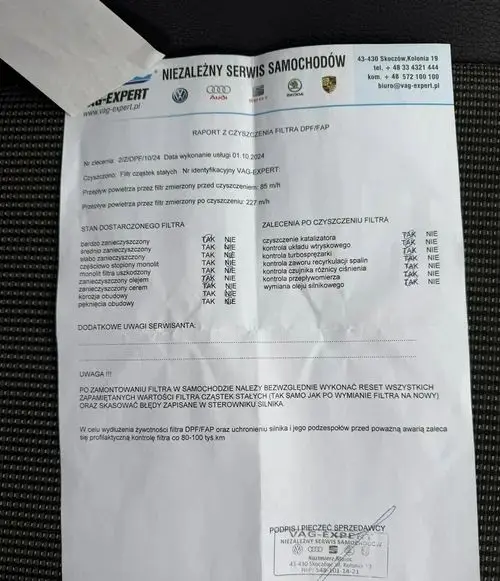 NIEZALEŻNY SERWIS SAMOCHODÓW
VAG-EXPERT
www.vag-expert.pl
Audi
SEAT
SKODA
43-430 Skoczów, Kolonia 19
tel. + 48 33 4321 444
kom. + 48 572 100 100
biuro@vag-expert.pl
RAPORT Z CZYSZCZENIA FILTRA DPF/FAP
Nr zlecenia 2/Z/DPF/10/24 Data wykonania usługi 01.10.2024
Czyszczono: Filtr cząstek stałych Nr identyfikacyjny VAG-EXPERT:
Przepływ powietrza przez filtr zmierzony przed czyszczeniem: 85 m/h
Przepływ powietrza przez filtr zmierzony po czyszczeniu: 227 m/h
STAN DOSTARCZONEGO FILTRA
bardzo zanieczyszczony TAK NIE
średnio zanieczyszczony TAK NIE
słabo zanieczyszczony TAK NIE
częściowo stopiony monolit TAK NIE
monolit filtra uszkodzony TAK NIE
zanieczyszczony olejem TAK NIE
zanieczyszczony cerem TAK NIE
korozja obudowy TAK NIE
pęknięcia obudowy TAK NIE
ZALECENIA PO CZYSZCZENIU FILTRA
czyszczenie katalizatora TAK NIE
kontrola układu wtryskowego TAK NIE
kontrola turbosprężarki TAK NIE
kontrola zaworu recyrkulacji spalin TAK NIE
kontrola czujnika różnicy ciśnienia TAK NIE
kontrola przepływomierza TAK NIE
wymiana oleju silnikowego TAK NIE
DODATKOWE UWAGI SERWISANTA:
UWAGA !!!
PO ZAMONTOWANIU FILTRA W SAMOCHODZIE NALEŻY BEZWZGLĘDNIE WYKONAĆ RESET WSZYSTKICH
ZAPAMIĘTANYCH WARTOŚCI FILTRA CZĄSTEK STAŁYCH (TAK SAMO JAK PO WYMIANIE FILTRA NA NOWY)
ORAZ SKASOWAĆ BŁĘDY ZAPISANE W STEROWNIKU SILNIKA.
W celu wydłużenia żywotności filtra DPF/FAP oraz uchronieniu silnika i jego podzespołów przed poważną awarią zaleca
się profilaktyczną kontrolę filtra co 80-100 tyś.km
PODPIS I PIECZĘĆ SPRZEDAWCY
VAG-EXPERT
NIEZALEŻNY SERWIS SAMOCHODÓW
43-430 Skoczów, ul. Kolonia 19